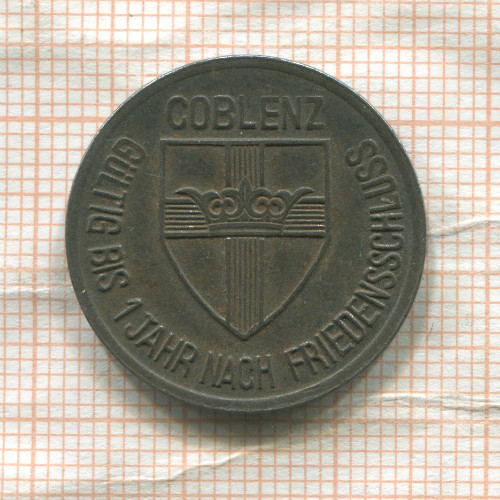 COBLENZ
GÜLTIG BIS 1 JAHR NACH FRIEDENSSCHLUSS